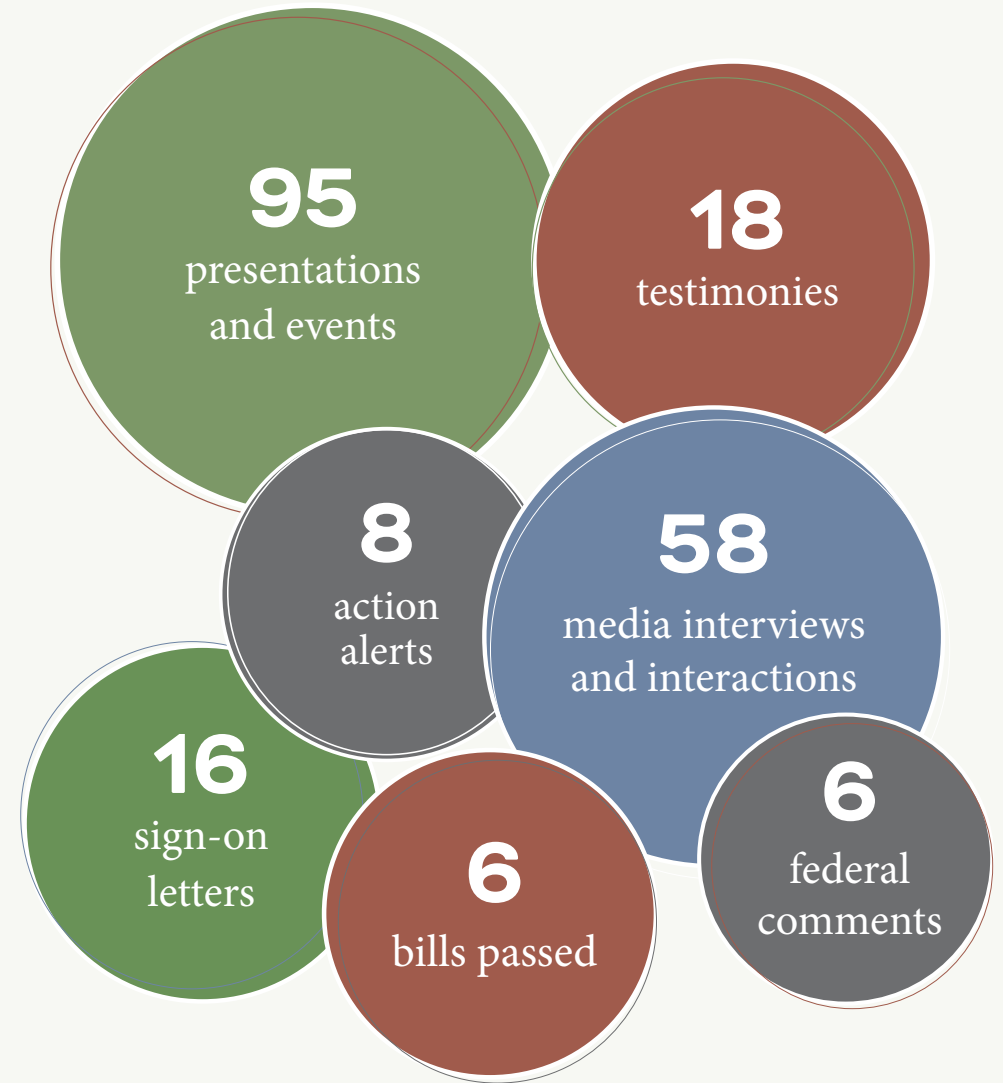 95
presentations
and events
18
testimonies
8
action
alerts
58
media interviews
and interactions
16
sign-on
letters
6
bills passed
6
federal
comments